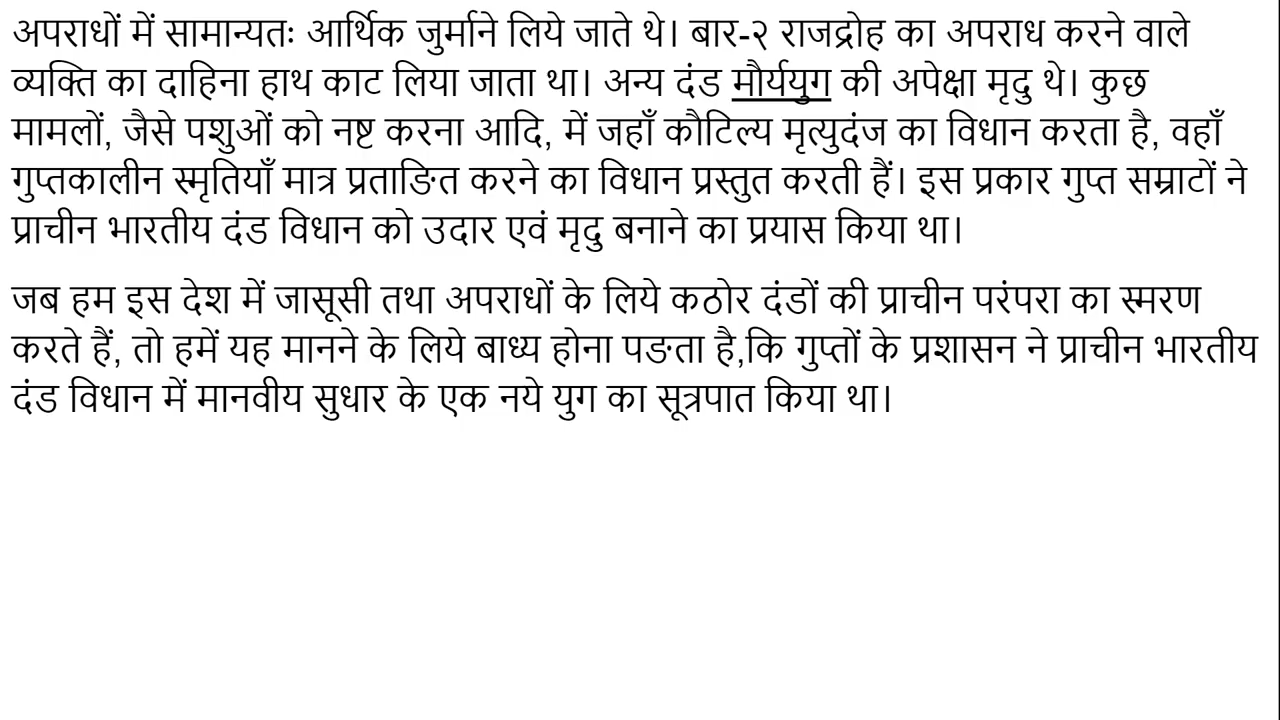 अपराधों में सामान्यतः आर्थिक जुर्माने लिये जाते थे। बार-२ राजद्रोह का अपराध करने वाले
व्यक्ति का दाहिना हाथ काट लिया जाता था। अन्य दंड मौर्ययुग की अपेक्षा मृदु थे। कुछ
मामलों, जैसे पशुओं को नष्ट करना आदि, में जहाँ कौटिल्य मृत्युदंज का विधान करता है, वहाँ
गुप्तकालीन स्मृतियाँ मात्र प्रताङित करने का विधान प्रस्तुत करती हैं। इस प्रकार गुप्त सम्राटों ने
प्राचीन भारतीय दंड विधान को उदार एवं मृदु बनाने का प्रयास किया था।
जब हम इस देश में जासूसी तथा अपराधों के लिये कठोर दंडों की प्राचीन परंपरा का स्मरण
करते हैं, तो हमें यह मानने के लिये बाध्य होना पङता है,कि गुप्तों के प्रशासन ने प्राचीन भारतीय
दंड विधान में मानवीय सुधार के एक नये युग का सूत्रपात किया था।